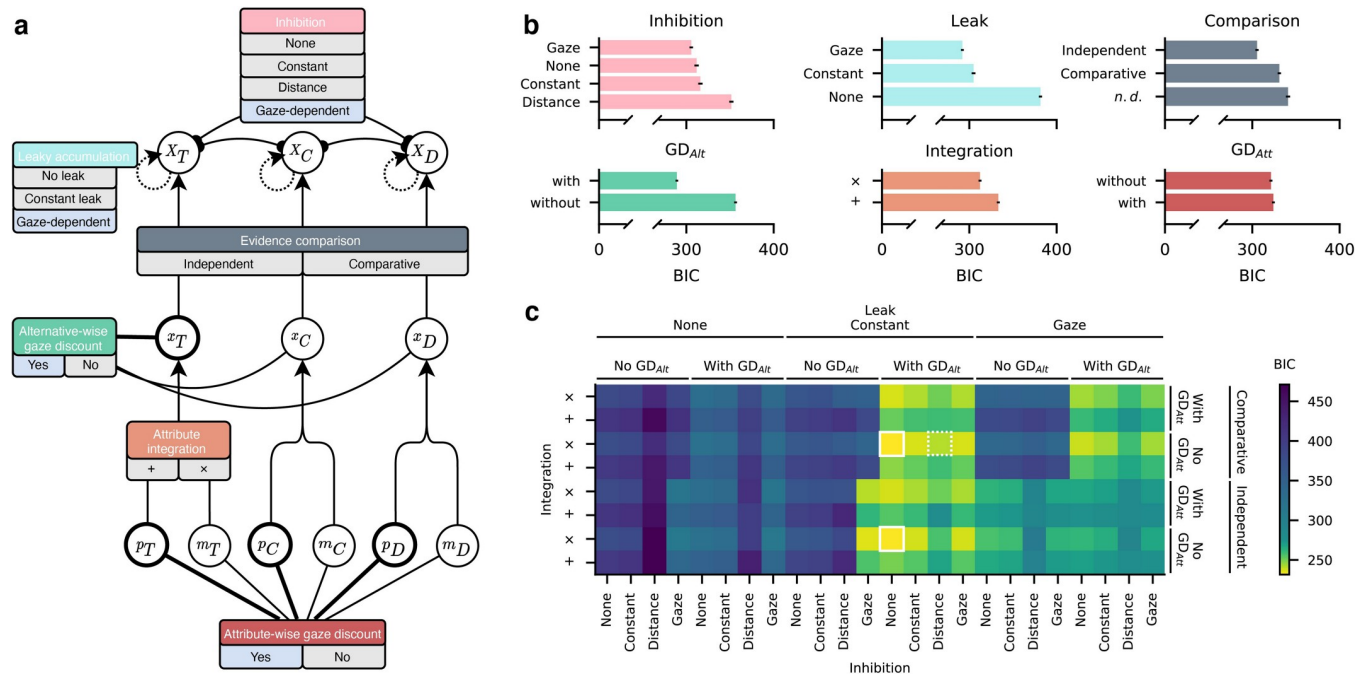 a
Inhibition
None
Constant
Distance
Gaze-dependent
X_T
X_C
X_D
Leaky accumulation
No leak
Constant leak
Gaze-dependent
Evidence comparison
Independent Comparative
Alternative-wise
gaze discount
Yes No
x_T
x_C
x_D
Attribute
integration
+ ×
p_T
m_T
p_C
m_C
p_D
m_D
Attribute-wise gaze discount
Yes No
b
Inhibition
Gaze
None
Constant
Distance
Leak
Gaze
Constant
None
Comparison
Independent
Comparative
n. d.
GD_Alt
with
without
0 300 400
BIC
Integration
×
+
0 300 400
BIC
GD_Att
without
with
0 300 400
BIC
c
Leak
None Constant Gaze
No GD_Alt With GD_Alt No GD_Alt With GD_Alt No GD_Alt With GD_Alt
Integration
×
+
×
+
×
+
×
+
With
GD_Att
No
GD_Att
With
GD_Att
No
GD_Att
Comparative
Independent
None Constant Distance Gaze None Constant Distance Gaze None Constant Distance Gaze None Constant Distance Gaze None Constant Distance Gaze None Constant Distance Gaze
Inhibition
BIC
450
400
350
300
250